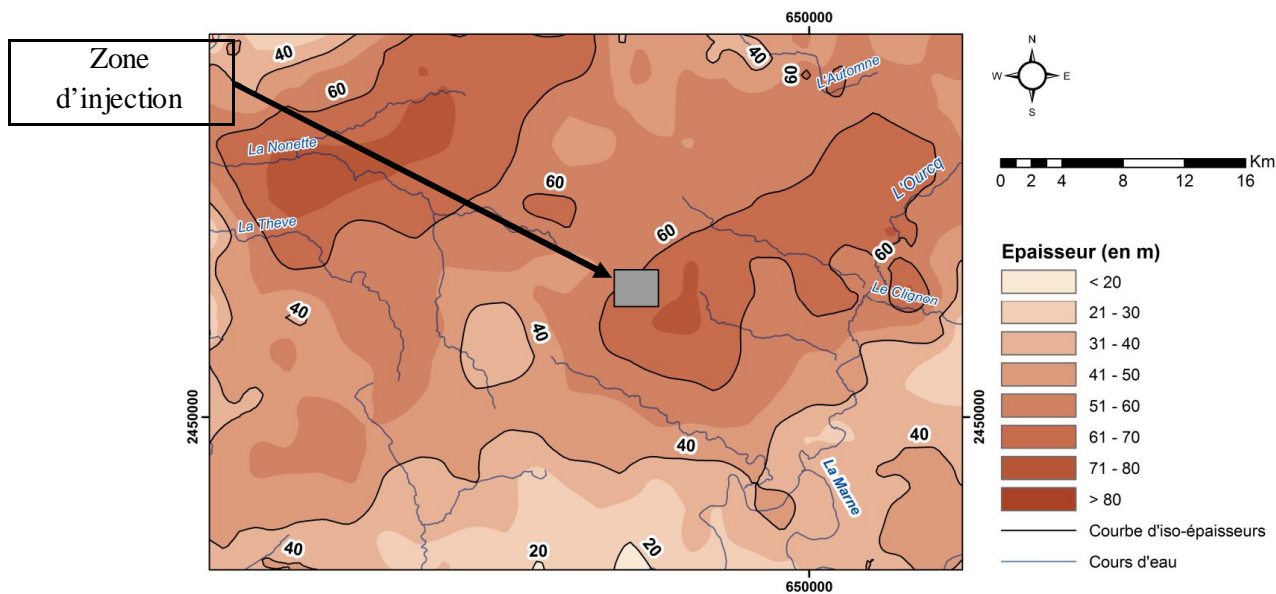 650000
Zone
d'injection
40
60
40
60
L'Automne
N
W
E
S
La Nonette
Km
0 2 4 8 12 16
La Theve
60
60
L'Ourcq
60
Le Clignon
Epaisseur (en m)
< 20
21 - 30
31 - 40
41 - 50
51 - 60
61 - 70
71 - 80
> 80
Courbe d'iso-épaisseurs
Cours d'eau
40
40
2450000
2450000
40
40
La Marne
40
20
20
650000